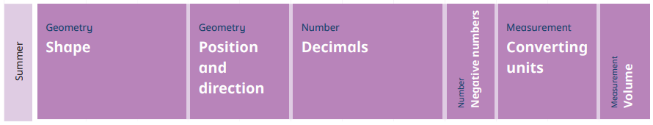 Summer
Geometry
Shape
Geometry
Position
and
direction
Number
Decimals
Number
Negative numbers
Measurement
Converting
units
Measurement
Volume